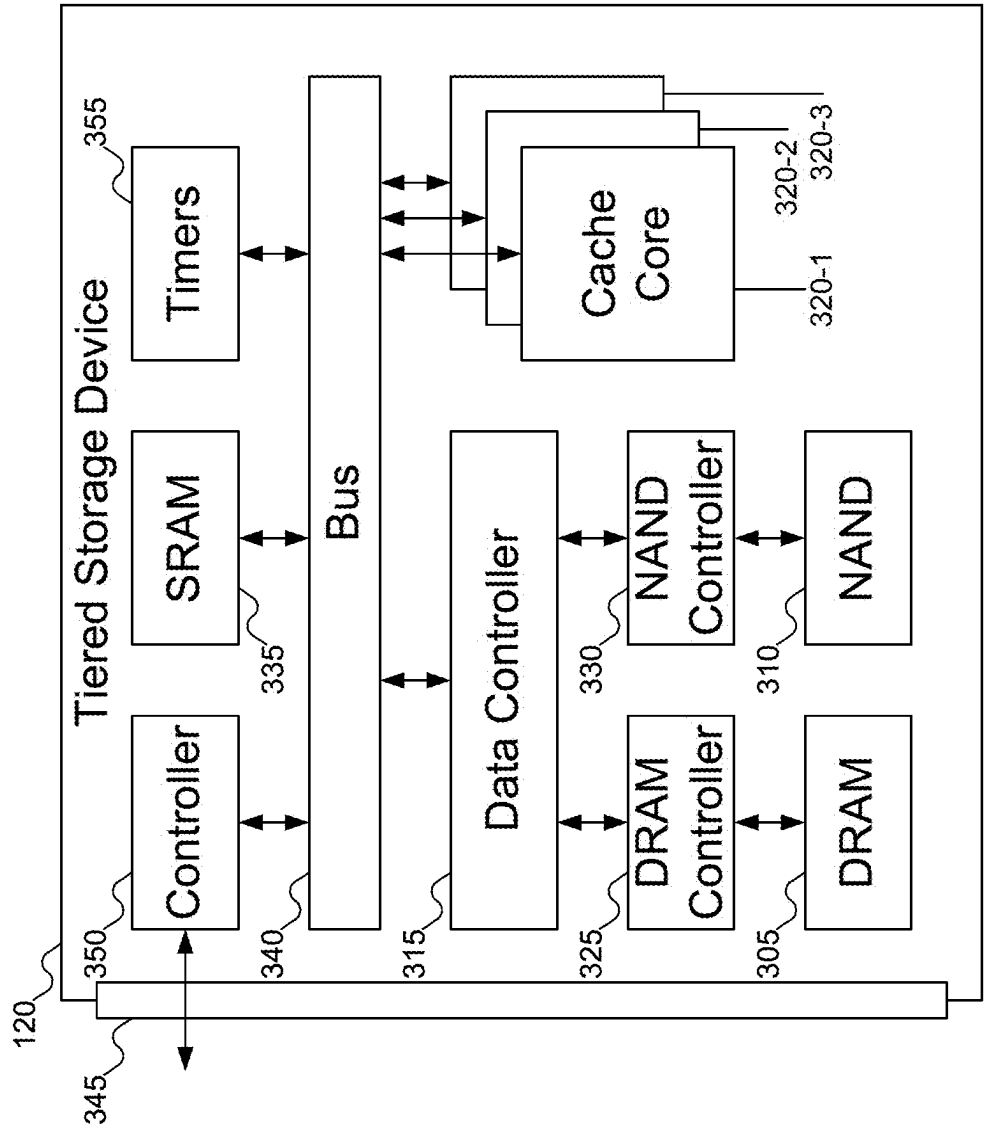 Tiered Storage Device
120
345
350
Controller
335
SRAM
355
Timers
340
Bus
315
Data Controller
Cache
Core
320-1
320-2
320-3
325
DRAM
Controller
330
NAND
Controller
305
DRAM
310
NAND